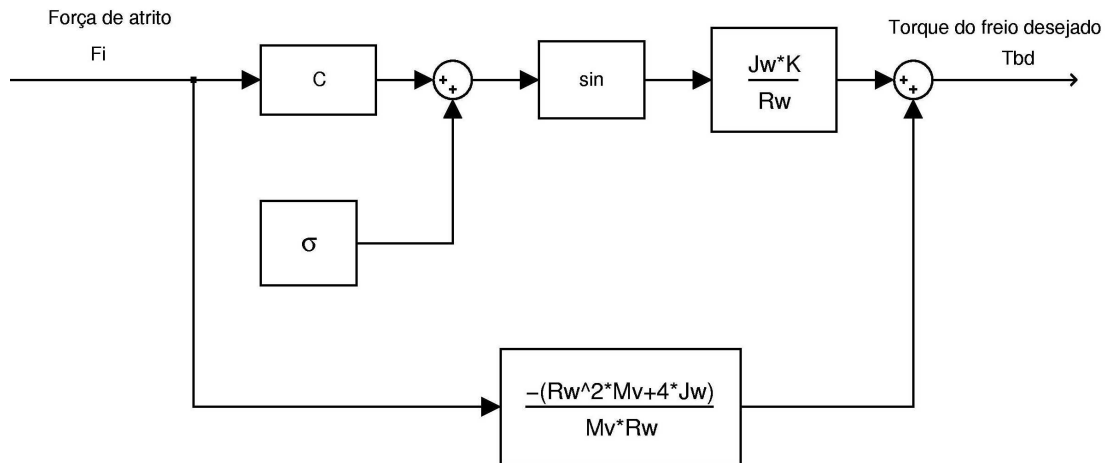 Força de atrito
Fi
Torque do freio desejado
Tbd
C
+
+
sin
Jw*K
Rw
+
+
σ
−(Rw^2*Mv+4*Jw)
Mv*Rw